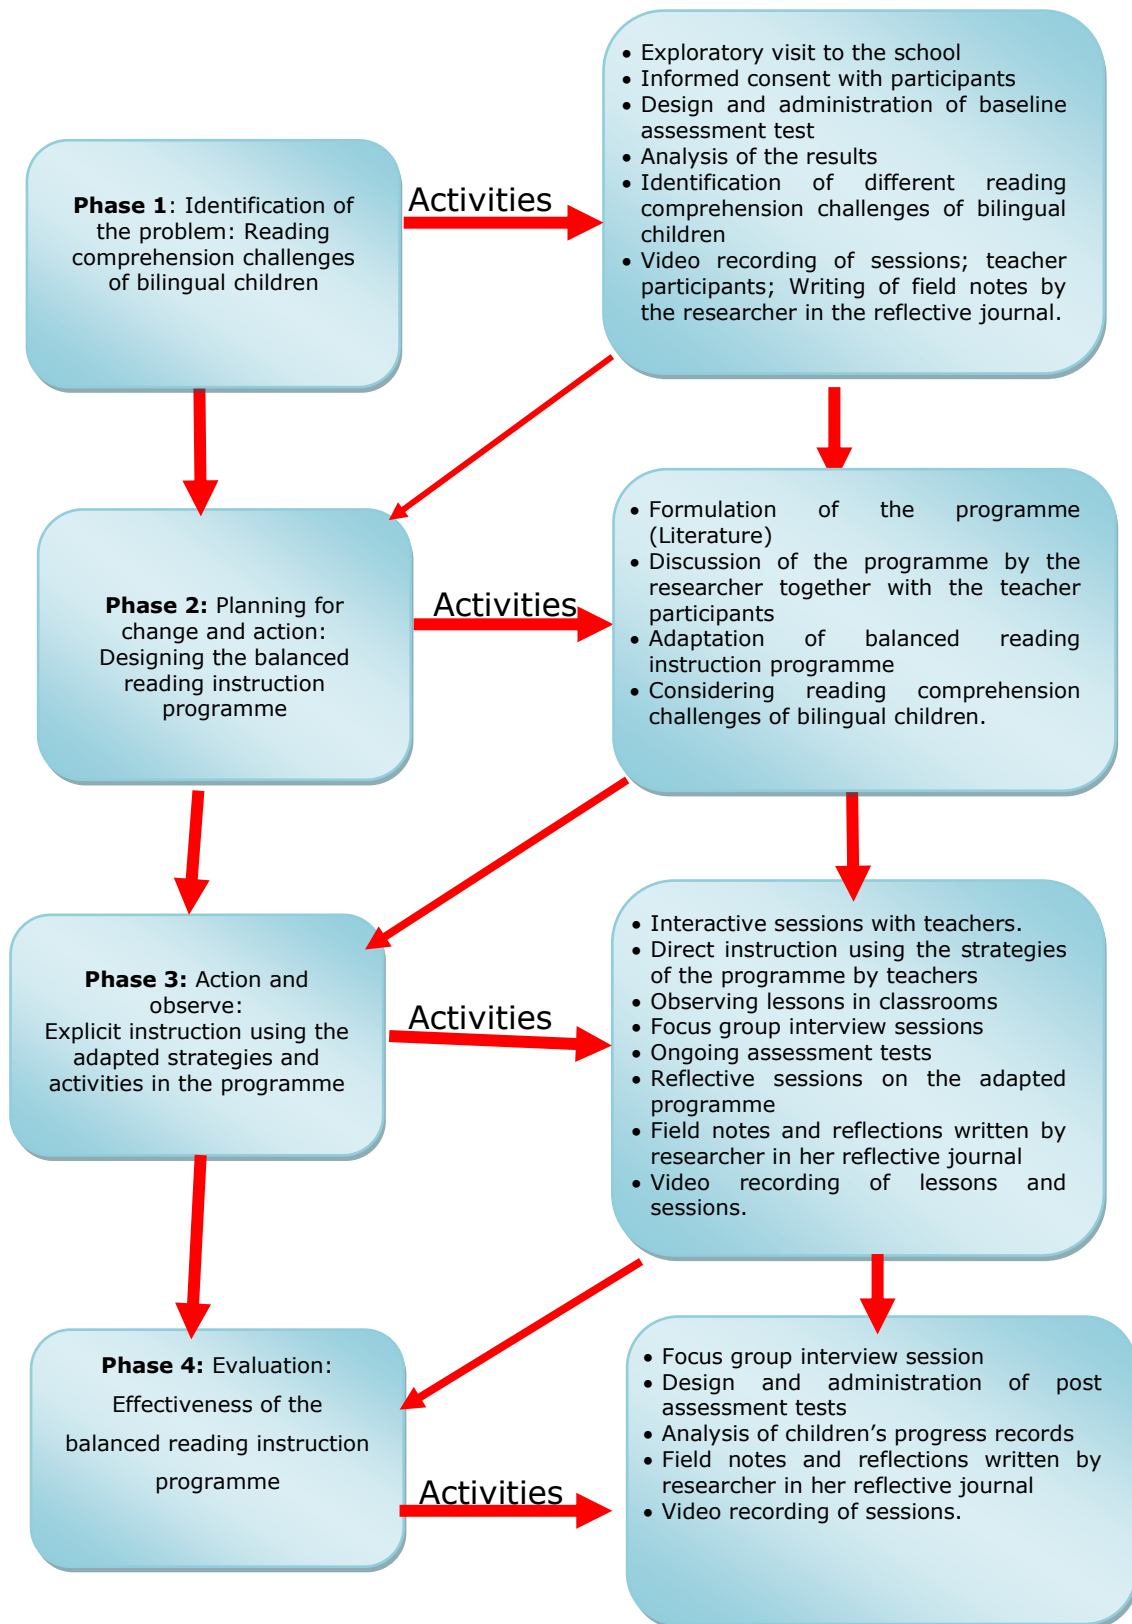 Phase 1: Identification of
the problem: Reading
comprehension challenges
of bilingual children
Activities
• Exploratory visit to the school
• Informed consent with participants
• Design and administration of baseline
assessment test
• Analysis of the results
• Identification of different reading
comprehension challenges of bilingual
children
• Video recording of sessions; teacher
participants; Writing of field notes by
the researcher in the reflective journal.
Phase 2: Planning for
change and action:
Designing the balanced
reading instruction
programme
Activities
• Formulation of the programme
(Literature)
• Discussion of the programme by the
researcher together with the teacher
participants
• Adaptation of balanced reading
instruction programme
• Considering reading comprehension
challenges of bilingual children.
Phase 3: Action and
observe:
Explicit instruction using the
adapted strategies and
activities in the programme
Activities
• Interactive sessions with teachers.
• Direct instruction using the strategies
of the programme by teachers
• Observing lessons in classrooms
• Focus group interview sessions
• Ongoing assessment tests
• Reflective sessions on the adapted
programme
• Field notes and reflections written by
researcher in her reflective journal
• Video recording of lessons and
sessions.
Phase 4: Evaluation:
Effectiveness of the
balanced reading instruction
programme
Activities
• Focus group interview session
• Design and administration of post
assessment tests
• Analysis of children’s progress records
• Field notes and reflections written by
researcher in her reflective journal
• Video recording of sessions.